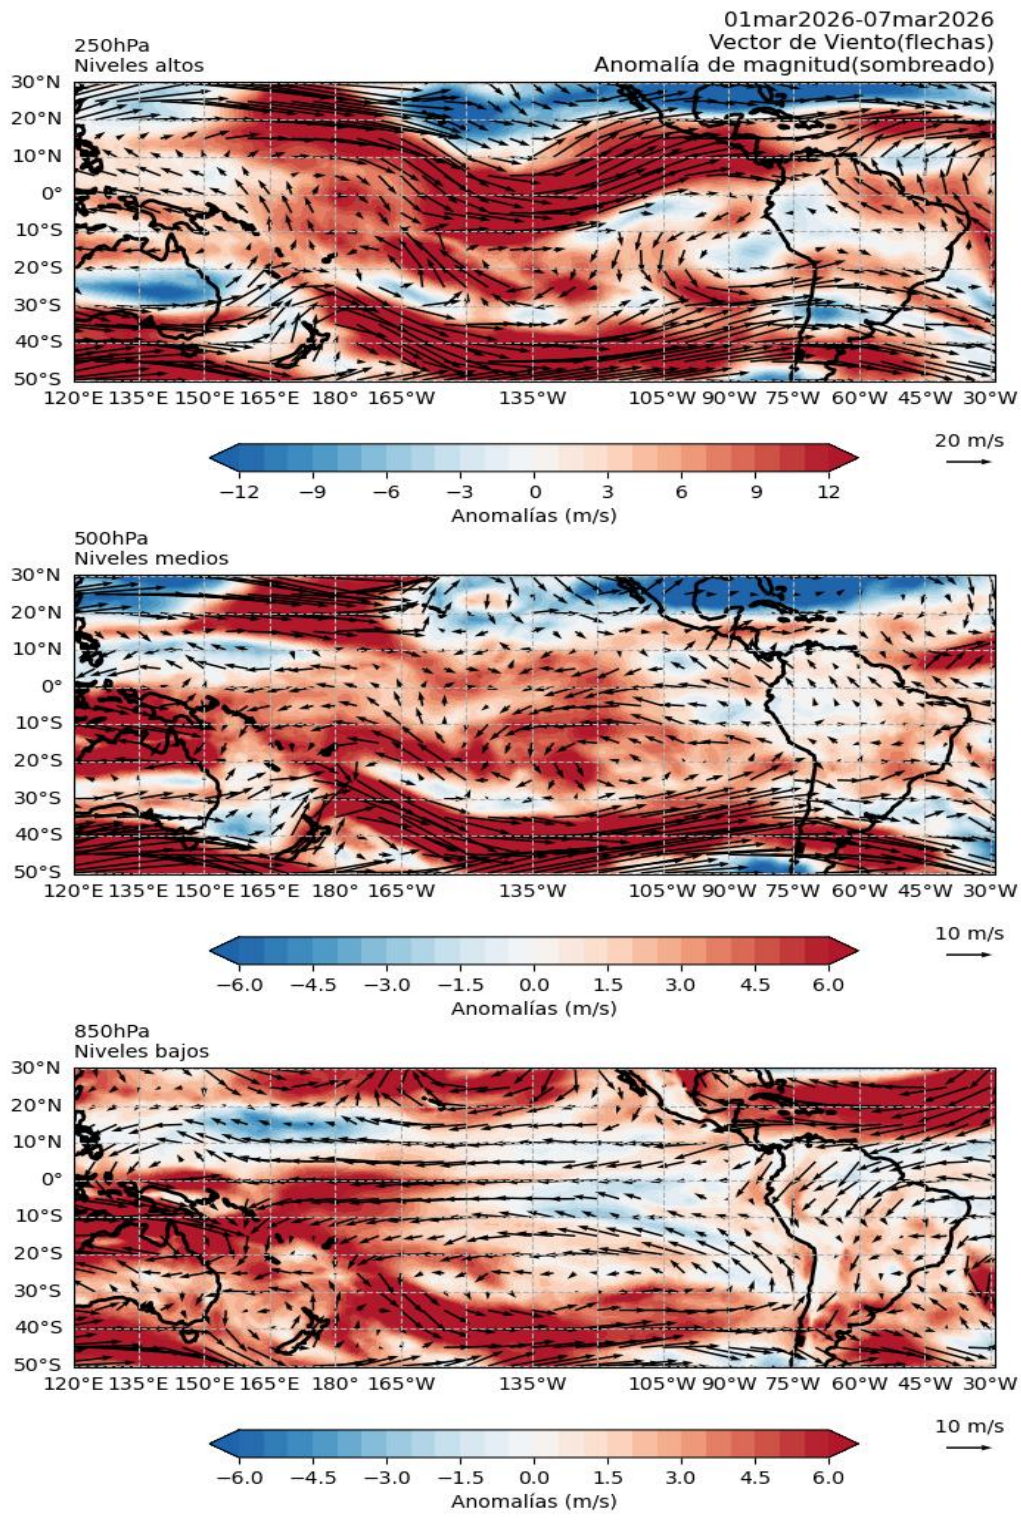 01mar2026-07mar2026
250hPa Vector de Viento(flechas)
Niveles altos Anomalía de magnitud(sombreado)
30°N
20°N
10°N
0°
10°S
20°S
30°S
40°S
50°S
120°E 135°E 150°E 165°E 180° 165°W 135°W 105°W 90°W 75°W 60°W 45°W 30°W
20 m/s
−12 −9 −6 −3 0 3 6 9 12
Anomalías (m/s)
500hPa
Niveles medios
30°N
20°N
10°N
0°
10°S
20°S
30°S
40°S
50°S
120°E 135°E 150°E 165°E 180° 165°W 135°W 105°W 90°W 75°W 60°W 45°W 30°W
10 m/s
−6.0 −4.5 −3.0 −1.5 0.0 1.5 3.0 4.5 6.0
Anomalías (m/s)
850hPa
Niveles bajos
30°N
20°N
10°N
0°
10°S
20°S
30°S
40°S
50°S
120°E 135°E 150°E 165°E 180° 165°W 135°W 105°W 90°W 75°W 60°W 45°W 30°W
10 m/s
−6.0 −4.5 −3.0 −1.5 0.0 1.5 3.0 4.5 6.0
Anomalías (m/s)